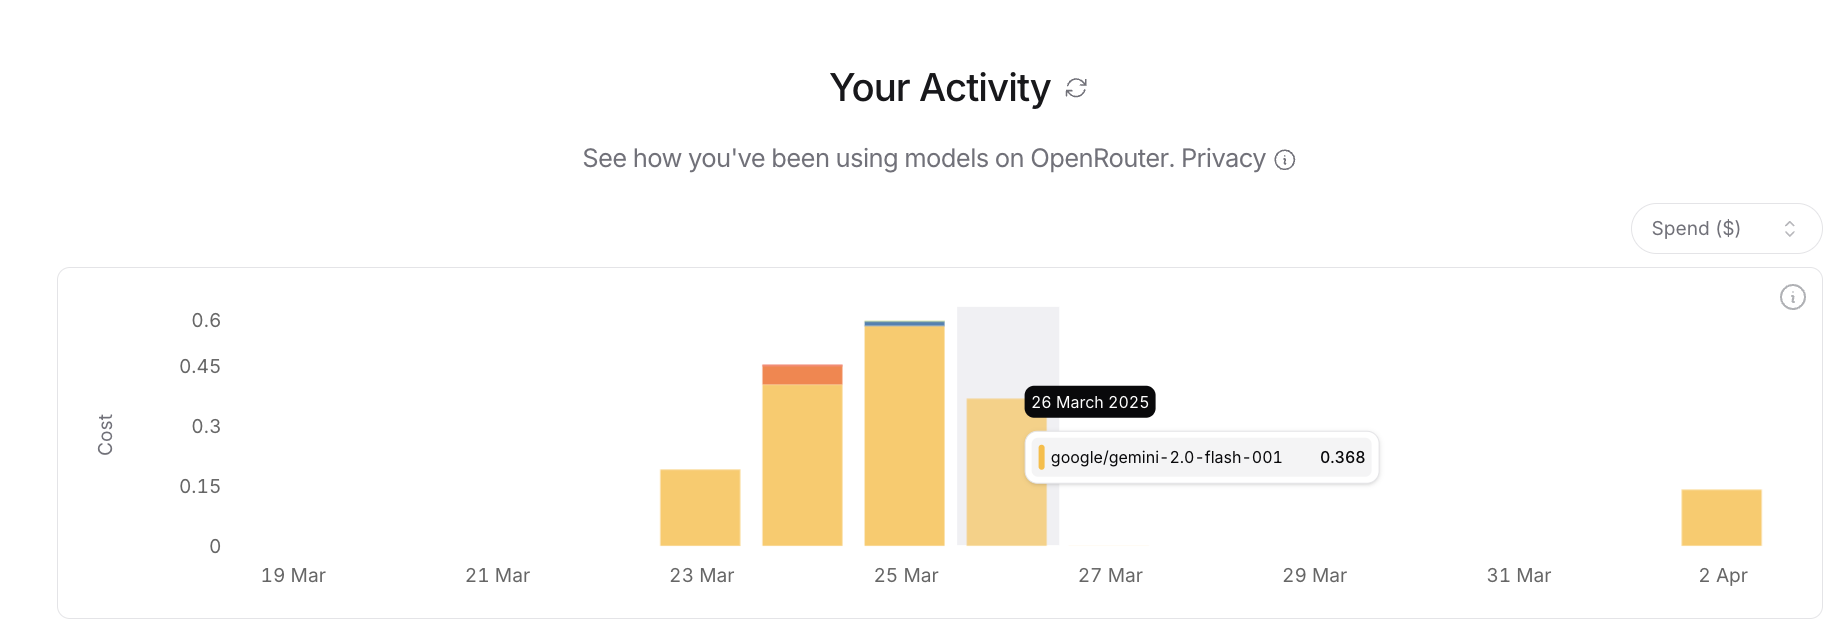 Your Activity
See how you've been using models on OpenRouter. Privacy
Spend ($)
0.6
0.45
0.3
0.15
0
Cost
26 March 2025
google/gemini-2.0-flash-001 0.368
19 Mar 21 Mar 23 Mar 25 Mar 27 Mar 29 Mar 31 Mar 2 Apr